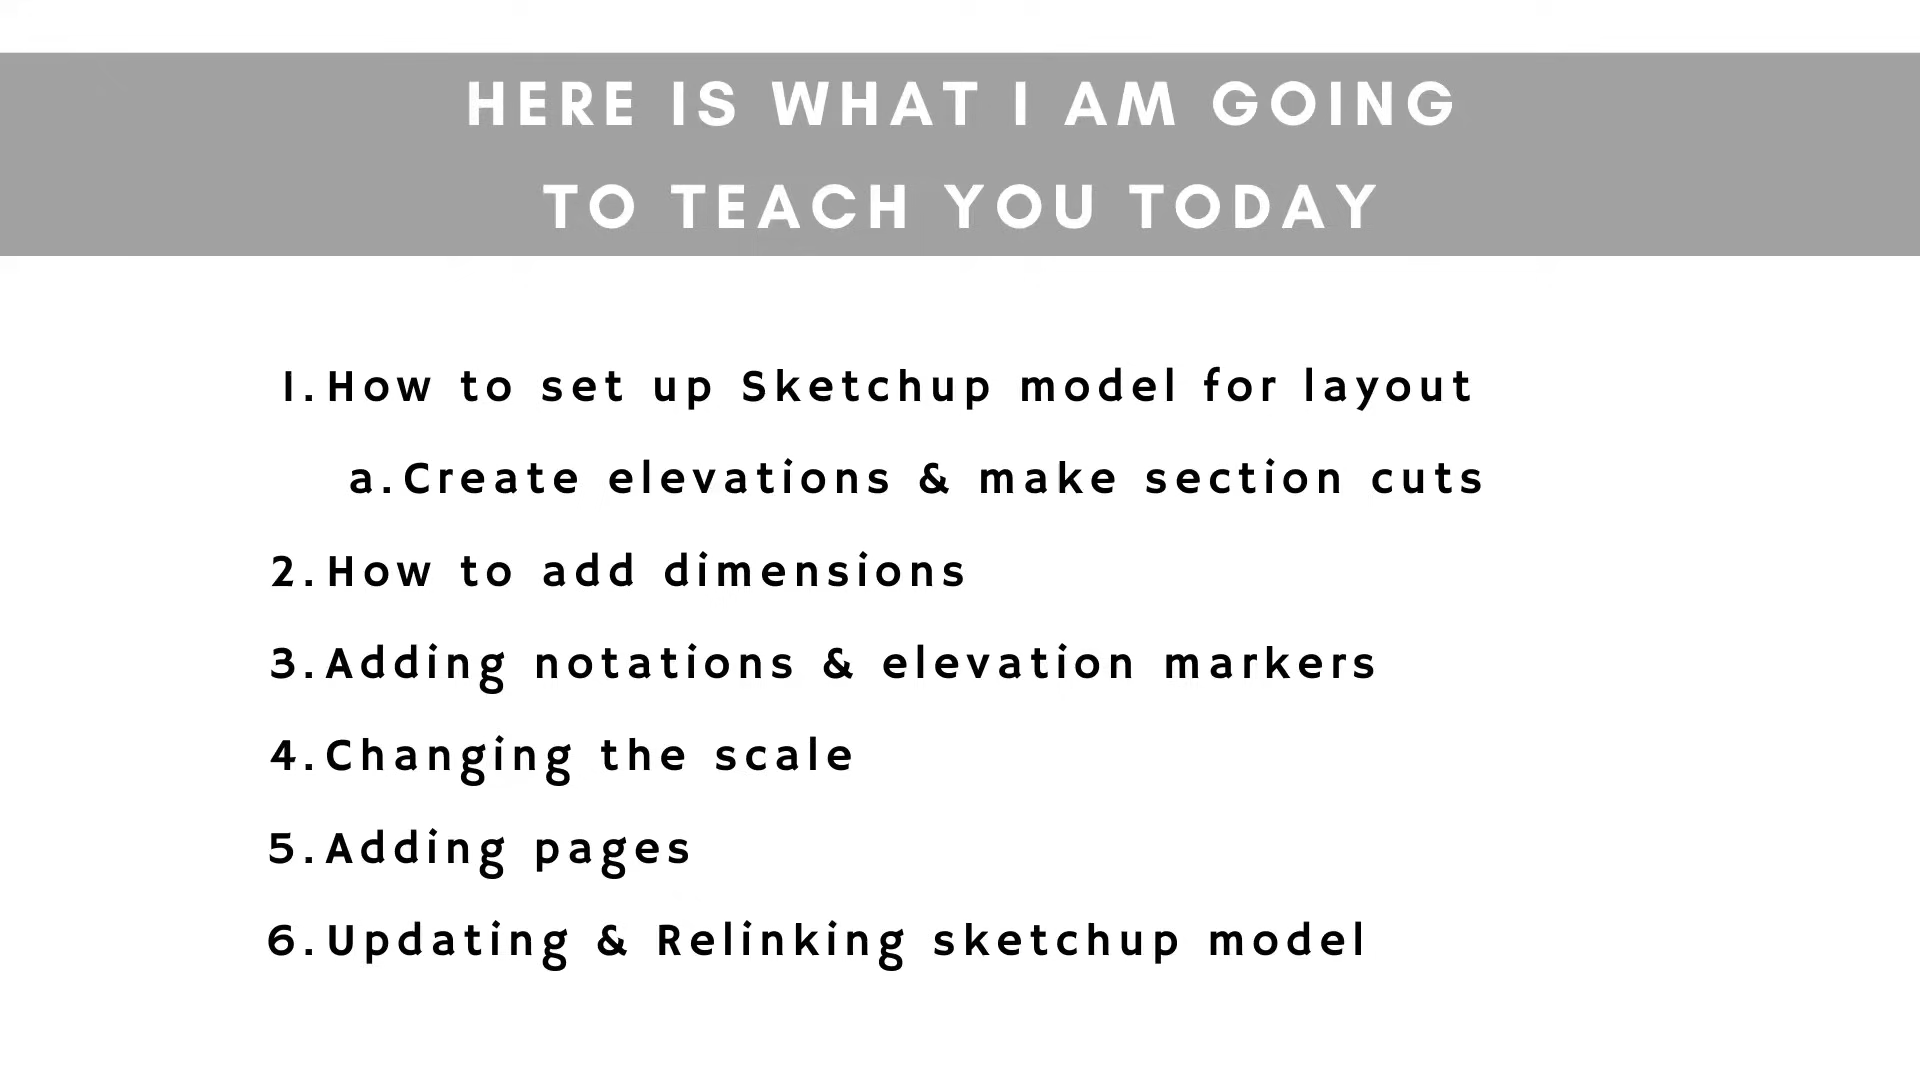 HERE IS WHAT I AM GOING
TO TEACH YOU TODAY
1. How to set up Sketchup model for layout
a. Create elevations & make section cuts
2. How to add dimensions
3. Adding notations & elevation markers
4. Changing the scale
5. Adding pages
6. Updating & Relinking sketchup model